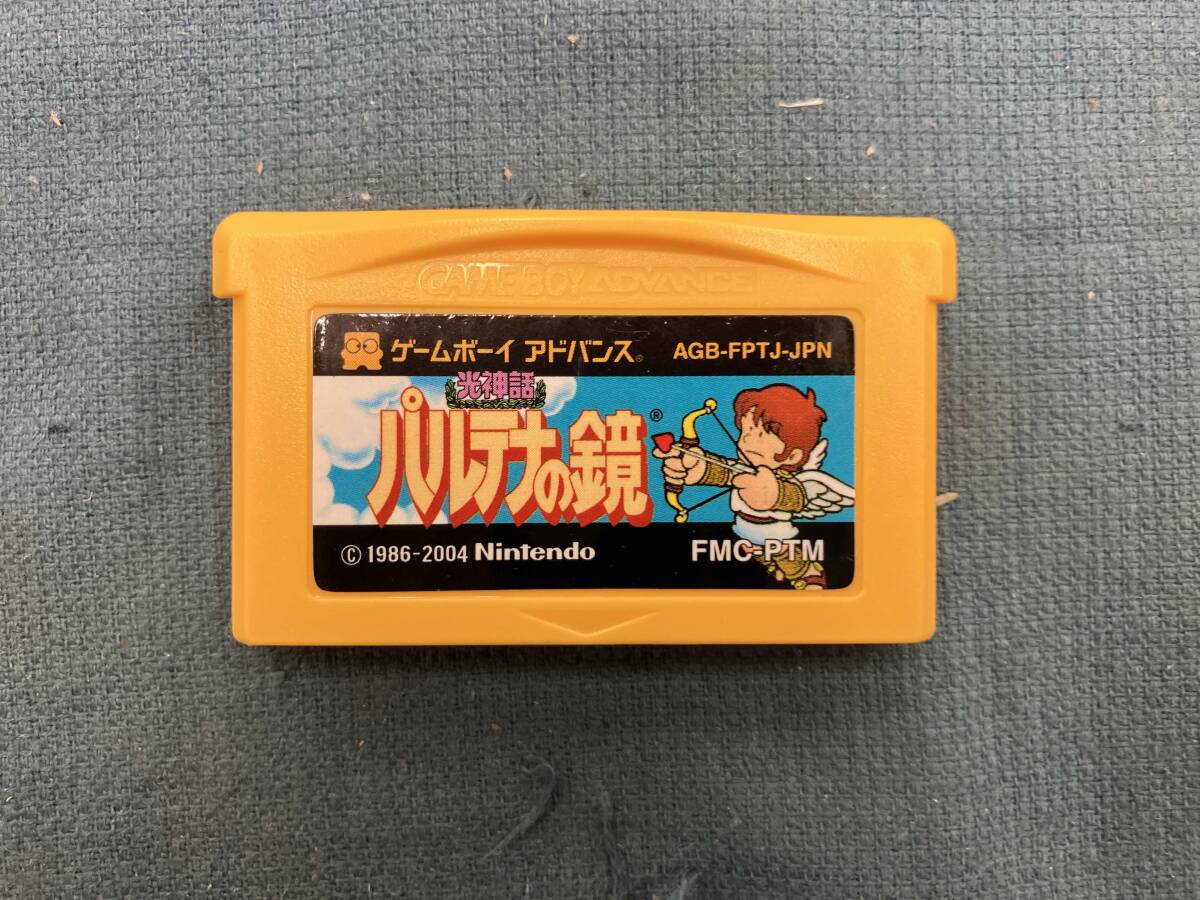 GAME BOY ADVANCE
ゲームボーイ アドバンス® AGB-FPTJ-JPN
光神話
パルテナの鏡®
© 1986-2004 Nintendo FMC-PTM